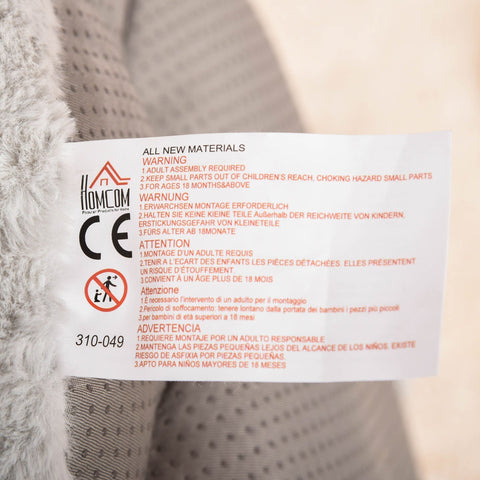 HOMCOM
CE
310-049
ALL NEW MATERIALS
WARNING
1.ADULT ASSEMBLY REQUIRED
2.KEEP SMALL PARTS OUT OF CHILDREN'S REACH, CHOKING HAZARD SMALL PARTS
3.FOR AGES 18 MONTHS&ABOVE
WARNUNG
1.ERWARCHSEN MONTAGE ERFORDERLICH
2.HALTEN SIE KEINE KLEINE TEILE Außerhalb DER REICHWEITE VON KINDERN,
ERSTICKUNGSGEFAHR VON KLEINETEILE
3.FÜRS ALTER AB 18MONATE
ATTENTION
1.MONTAGE D'UN ADULTE REQUIS
2.TENIR A L'ECART DES ENFANTS LES PIÈCES DÉTACHÉES. ELLES PRÉSENTENT
UN RISQUE D'ÉTOUFFEMENT.
3.CONVIENT À UN ÂGE PLUS DE 18 MOIS
Attenzione
1.È necessario l'intervento di un adulto per il montaggio
2.Pericolo di soffocamento: tenere lontano dalla portata dei bambini i pezzi più piccoli
3.per bambini di età superiori a 18 mesi
ADVERTENCIA
1.REQUIERE MONTAJE POR UN ADULTO RESPONSABLE
2.MANTENGA LAS PIEZAS PEQUEÑAS LEJOS DEL ALCANCE DE LOS NIÑOS. EXISTE
RIESGO DE ASFIXIA POR PIEZAS PEQUEÑAS.
3.APTO PARA NIÑOS MAYORES DE 18 MESES